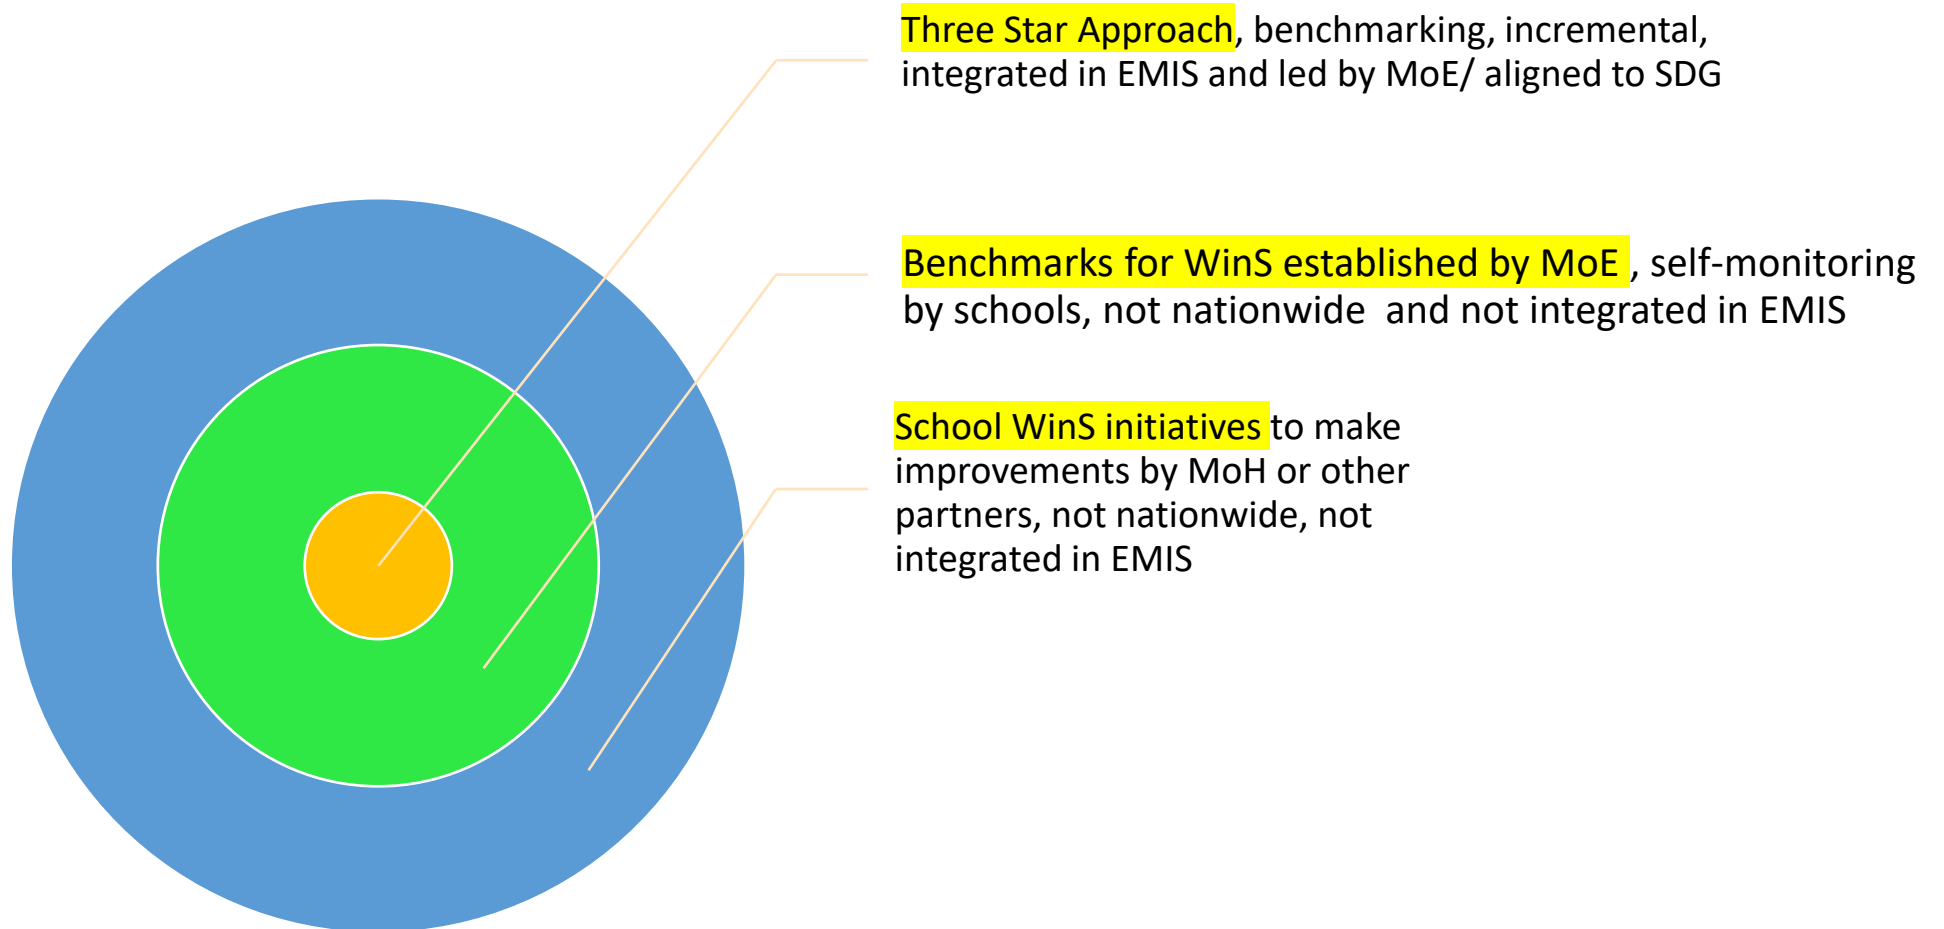 Three Star Approach, benchmarking, incremental,
integrated in EMIS and led by MoE/ aligned to SDG
Benchmarks for WinS established by MoE , self-monitoring
by schools, not nationwide  and not integrated in EMIS
School WinS initiatives to make
improvements by MoH or other
partners, not nationwide, not
integrated in EMIS